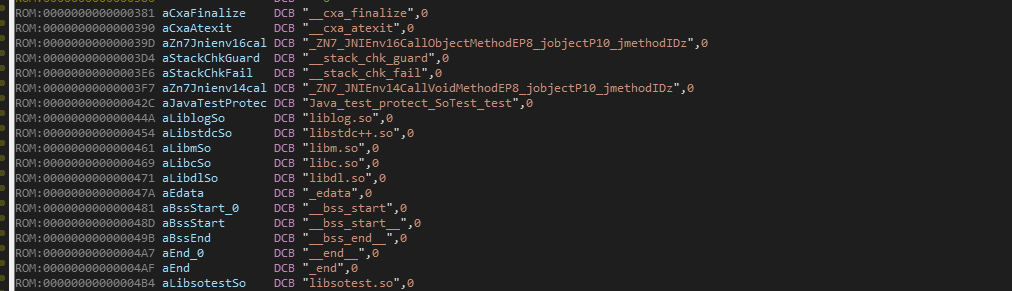 ROM:0000000000000381 aCxaFinalize DCB "__cxa_finalize",0
ROM:0000000000000390 aCxaAtexit DCB "__cxa_atexit",0
ROM:000000000000039D aZn7Jnienv16cal DCB "_ZN7_JNIEnv16CallObjectMethodEP8_jobjectP10_jmethodIDz",0
ROM:00000000000003D4 aStackChkGuard DCB "__stack_chk_guard",0
ROM:00000000000003E6 aStackChkFail DCB "__stack_chk_fail",0
ROM:00000000000003F7 aZn7Jnienv14cal DCB "_ZN7_JNIEnv14CallVoidMethodEP8_jobjectP10_jmethodIDz",0
ROM:000000000000042C aJavaTestProtec DCB "Java_test_protect_SoTest_test",0
ROM:000000000000044A aLiblogSo DCB "liblog.so",0
ROM:0000000000000454 aLibstdcSo DCB "libstdc++.so",0
ROM:0000000000000461 aLibmSo DCB "libm.so",0
ROM:0000000000000469 aLibcSo DCB "libc.so",0
ROM:0000000000000471 aLibdlSo DCB "libdl.so",0
ROM:000000000000047A aEdata DCB "_edata",0
ROM:0000000000000481 aBssStart_0 DCB "__bss_start",0
ROM:000000000000048D aBssStart DCB "__bss_start__",0
ROM:000000000000049B aBssEnd DCB "__bss_end__",0
ROM:00000000000004A7 aEnd_0 DCB "__end__",0
ROM:00000000000004AF aEnd DCB "_end",0
ROM:00000000000004B4 aLibsotestSo DCB "libsotest.so",0